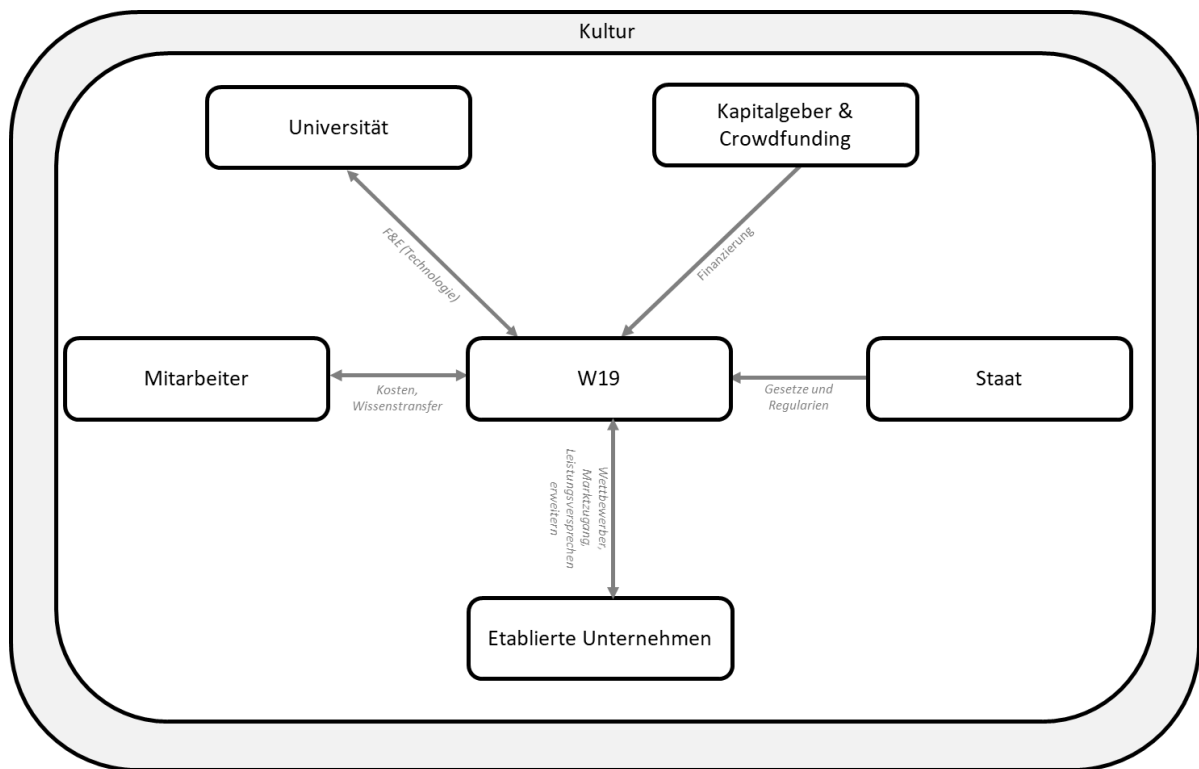 Kultur
Universität
Kapitalgeber &
Crowdfunding
F&E (Technologie)
Finanzierung
Mitarbeiter
Kosten,
Wissenstransfer
W19
Gesetze und
Regularien
Staat
Wettbewerber,
Marktzugang,
Leistungsversprechen
erweitern
Etablierte Unternehmen